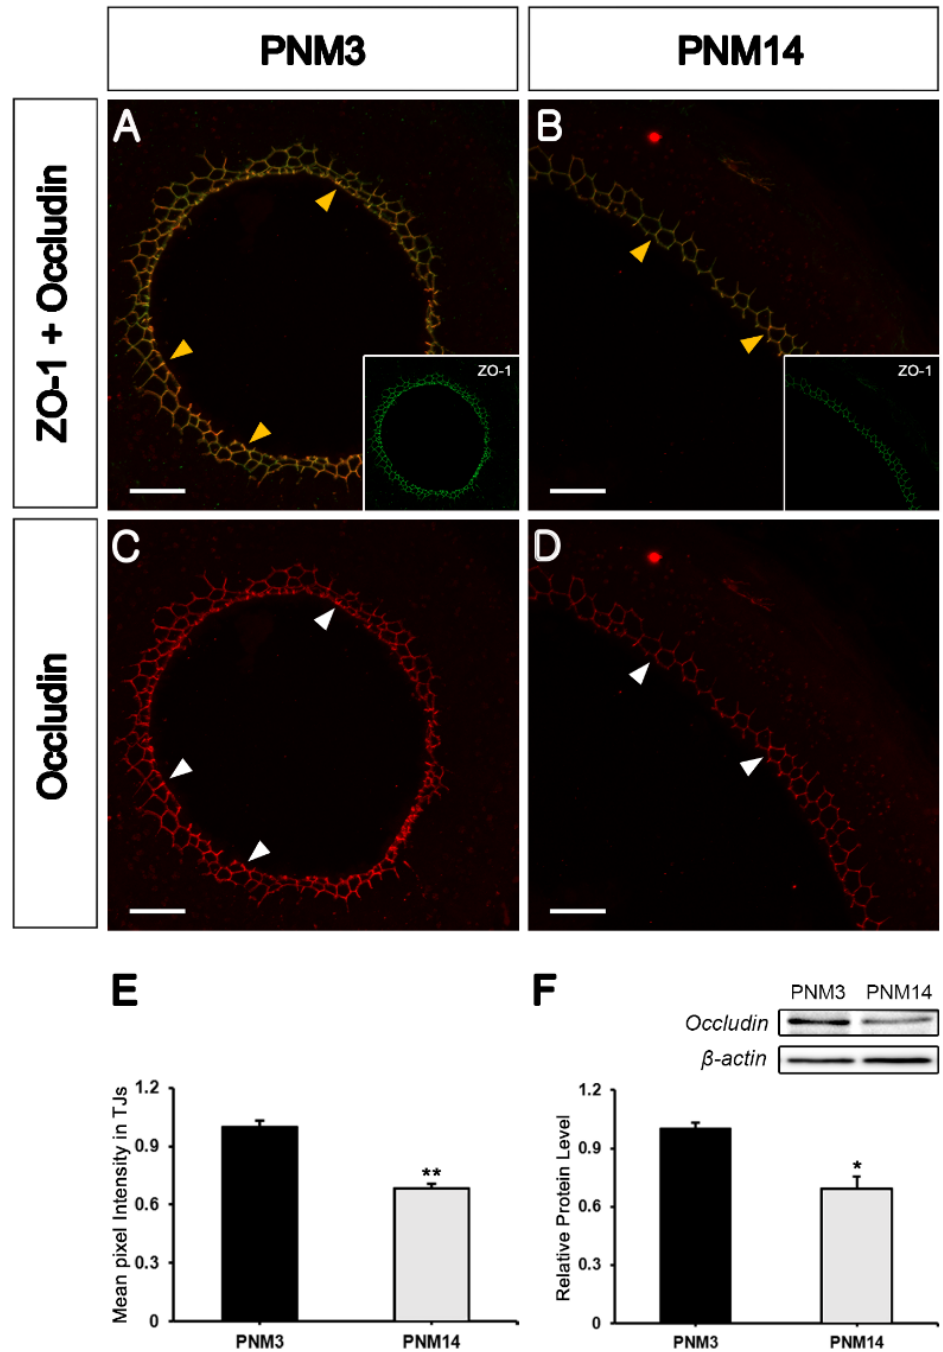 PNM3
PNM14
ZO-1 + Occludin
A
B
ZO-1
ZO-1
Occludin
C
D
E
F
PNM3 PNM14
Occludin
β-actin
Mean pixel Intensity in TJs
1.2
0.9
0.6
0.3
0
**
PNM3
PNM14
Relative Protein Level
1.2
0.9
0.6
0.3
0
*
PNM3
PNM14